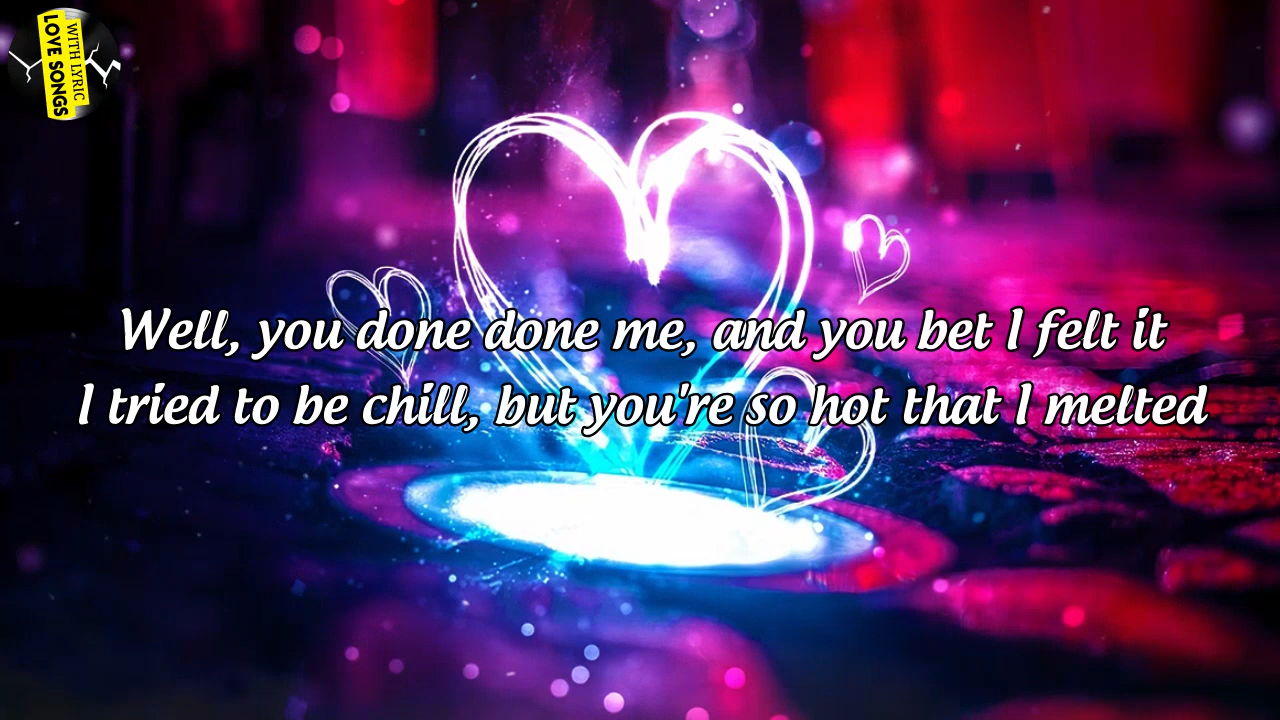 WITH LYRIC
LOVE SONGS
Well, you done done me, and you bet I felt it
I tried to be chill, but you're so hot that I melted